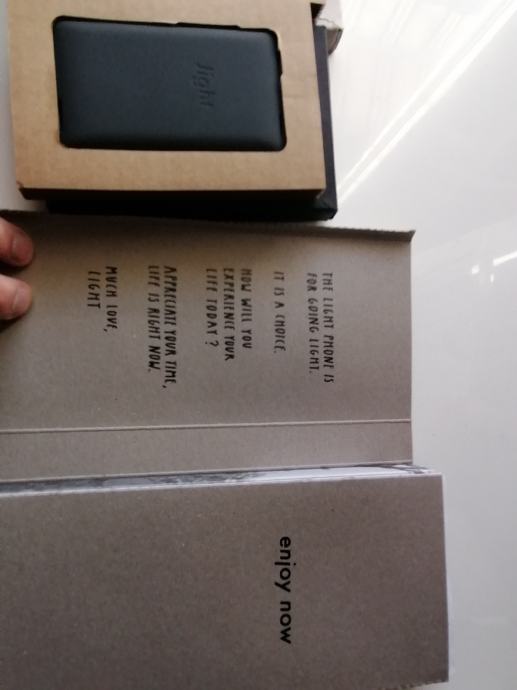 light
THE LIGHT PHONE IS
FOR GOING LIGHT.
IT IS A CHOICE.
HOW WILL YOU
EXPERIENCE YOUR
LIFE TODAY?
APPRECIATE YOUR TIME,
LIFE IS RIGHT NOW.
MUCH LOVE,
LIGHT
enjoy now